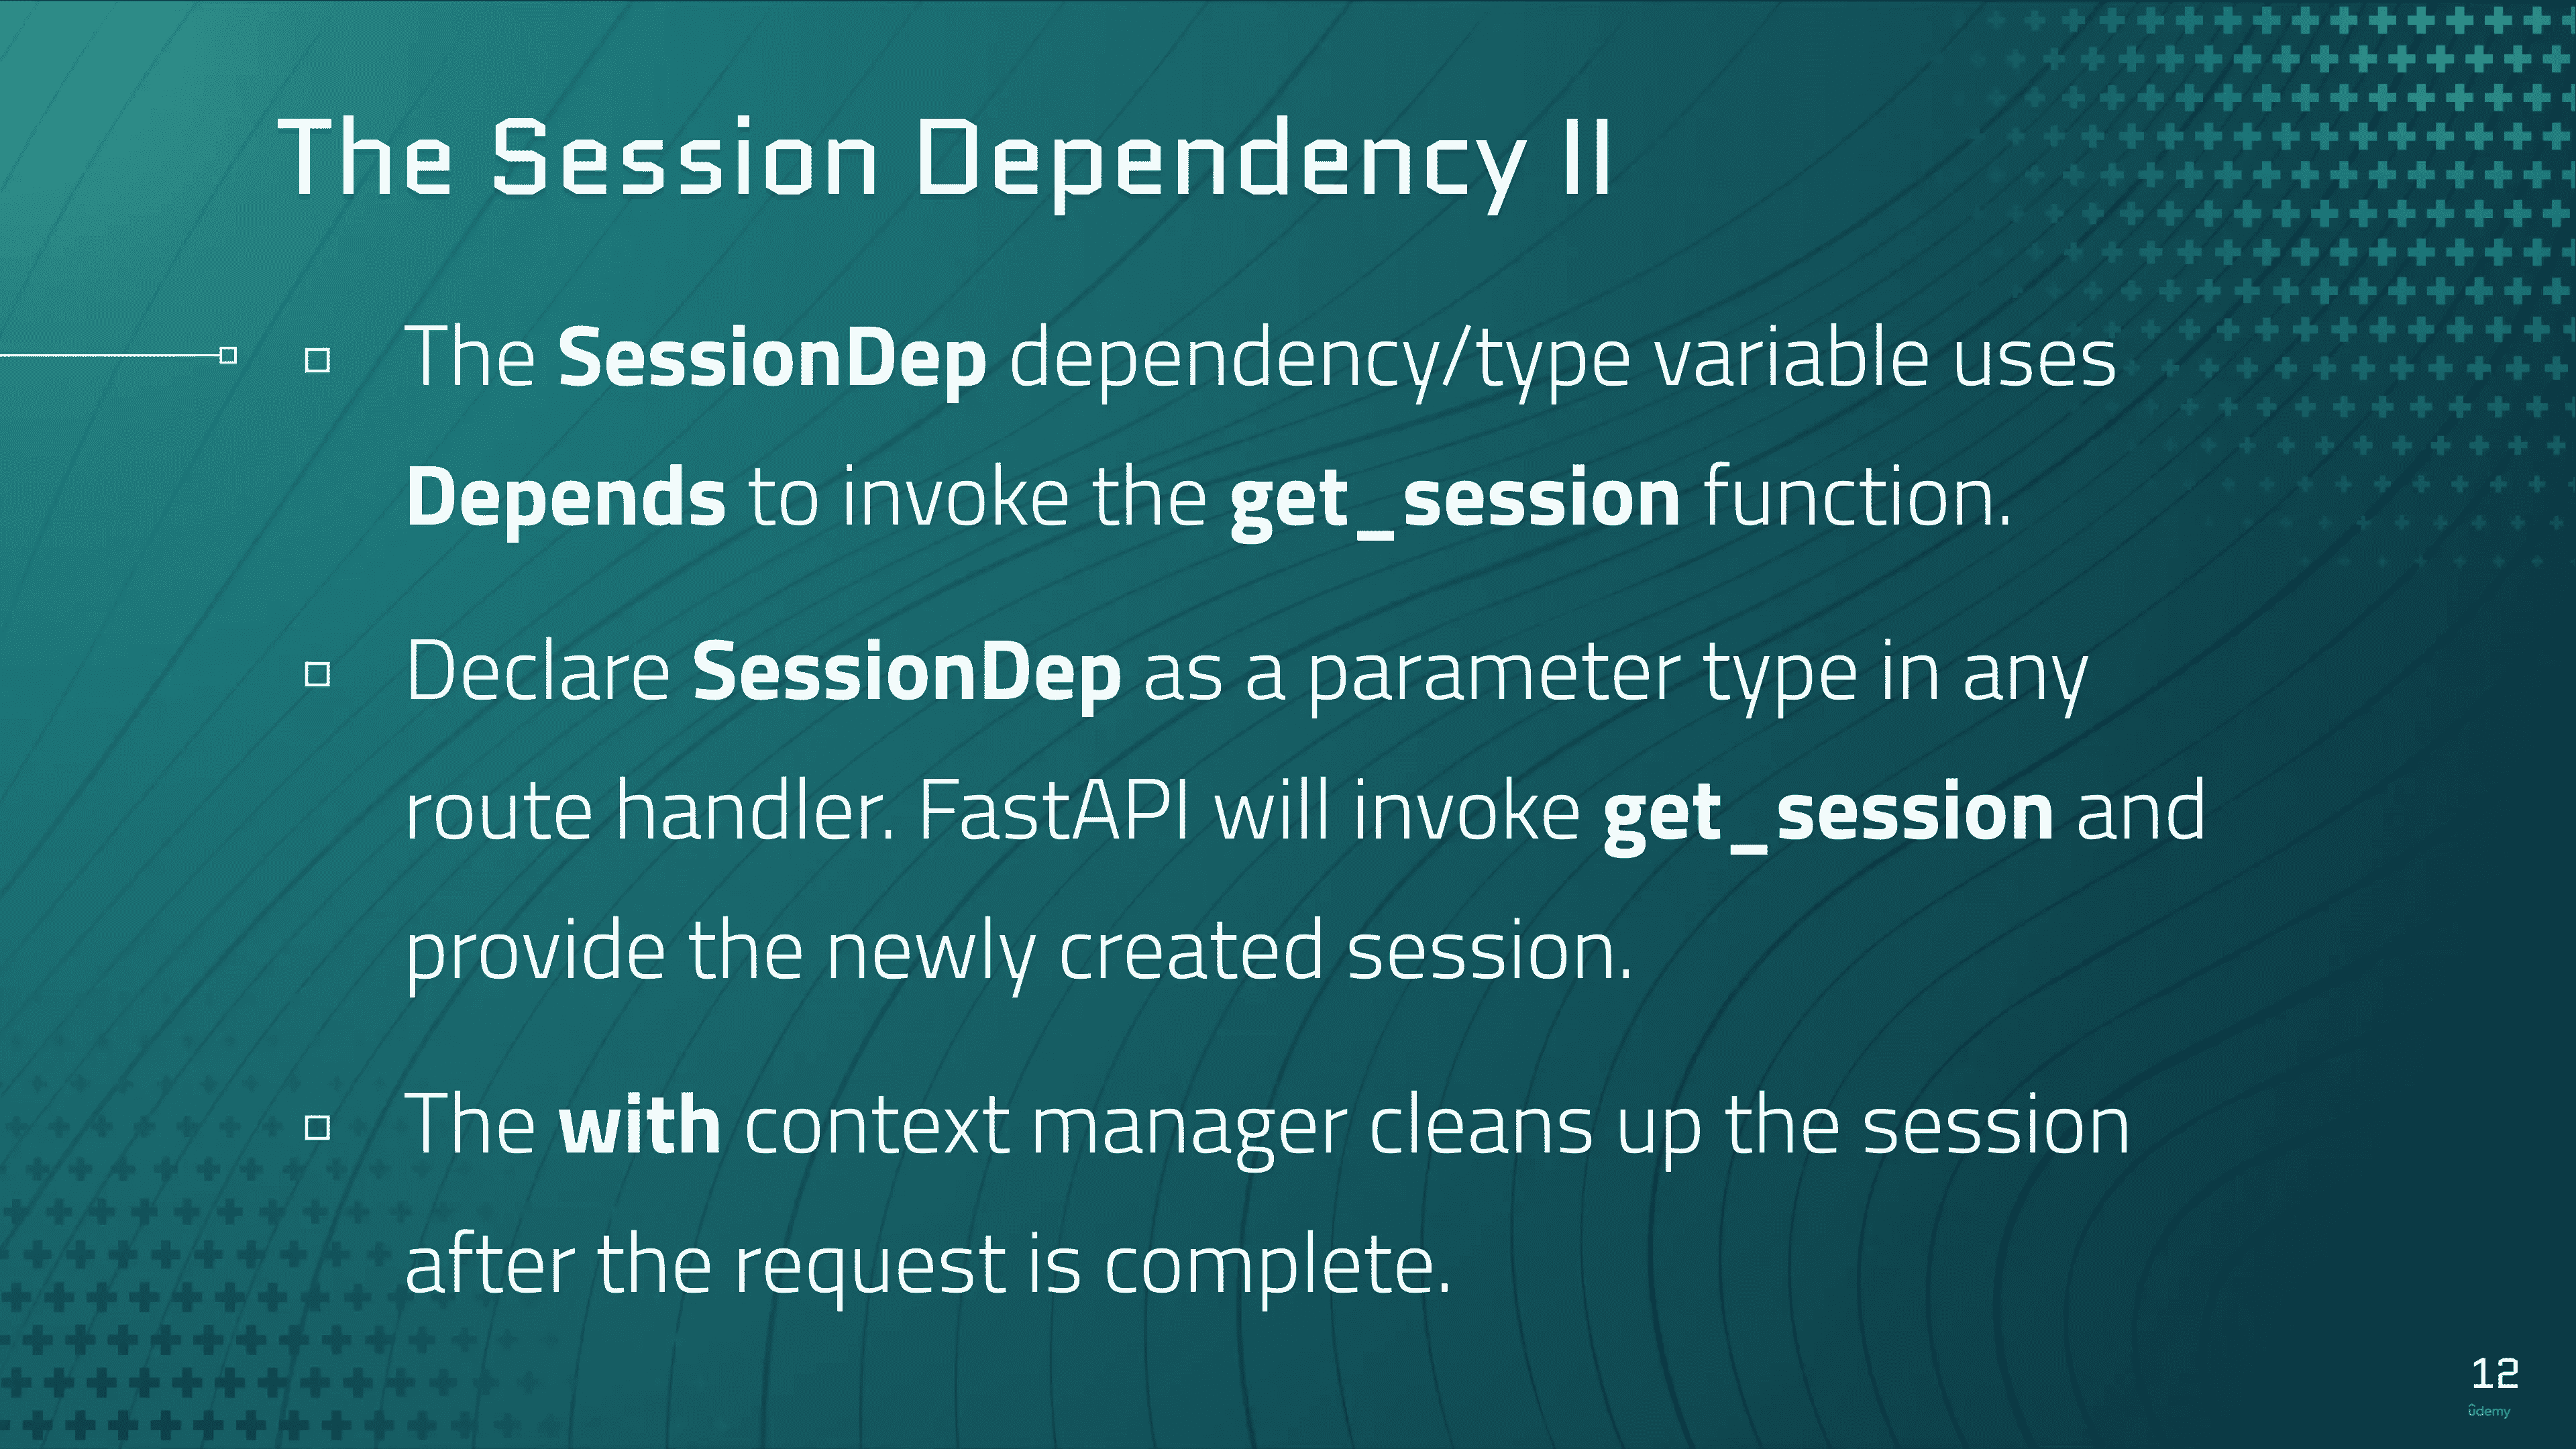 The Session Dependency II
The SessionDep dependency/type variable uses
Depends to invoke the get_session function.
Declare SessionDep as a parameter type in any
route handler. FastAPI will invoke get_session and
provide the newly created session.
The with context manager cleans up the session
after the request is complete.
12
ûdemy